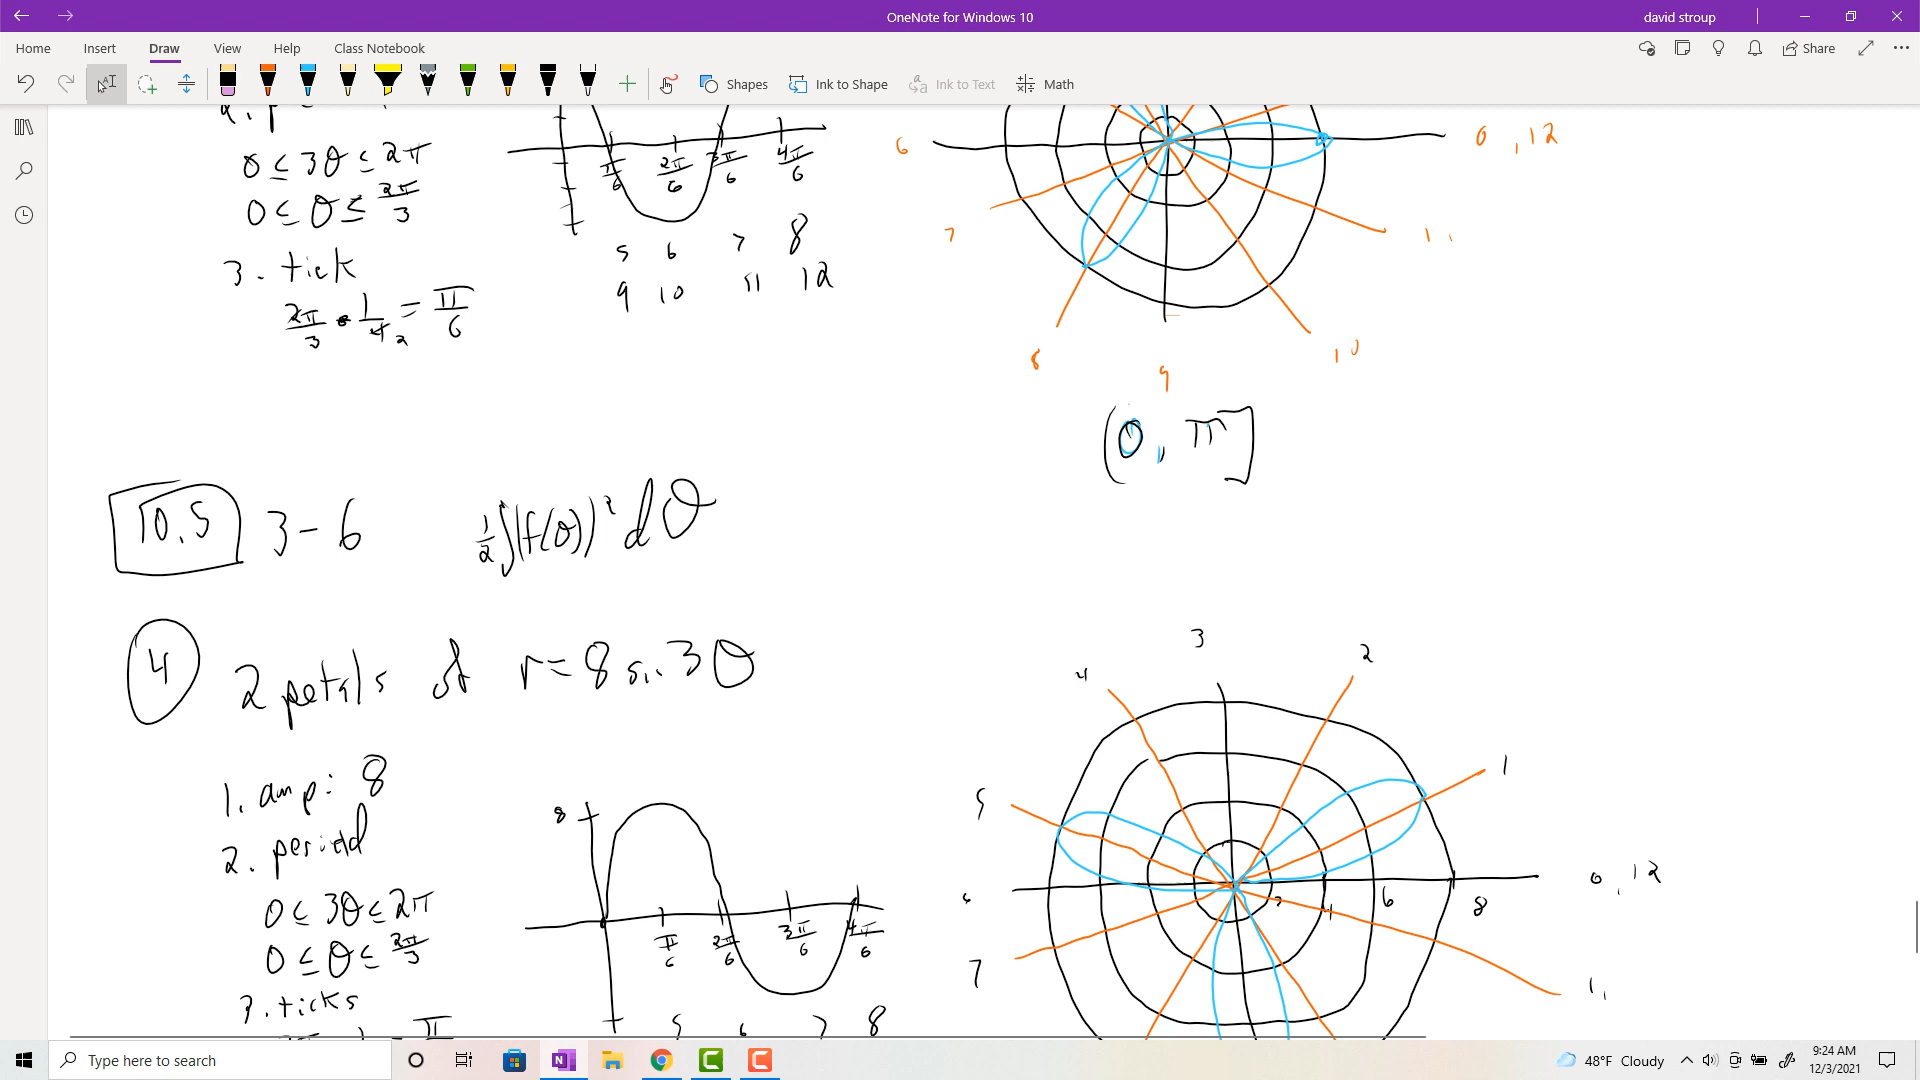 OneNote for Windows 10
david stroup
Home Insert Draw View Help Class Notebook
Share
Shapes Ink to Shape Ink to Text Math
0 ≤ 3θ ≤ 2π
0 ≤ θ ≤ 2π/3
3. tick
2π/3 · 1/4 2 = π/6
π/6 2π/6 3π/6 4π/6
5 6 7 8
9 10 11 12
6
0, 12
7
11
8
9
10
[0, π]
10.5 3-6 1/2 ∫(f(θ))² dθ
4 2 petals of r = 8 sin 3θ
1. amp: 8
2. period
0 ≤ 3θ ≤ 2π
0 ≤ θ ≤ 2π/3
3. ticks
8
π/6 2π/6 3π/6 4π/6
5 6 7 8
3
4
2
5
1
6
0, 12
2 4 6 8
7
11
Type here to search
48°F Cloudy
9:24 AM
12/3/2021